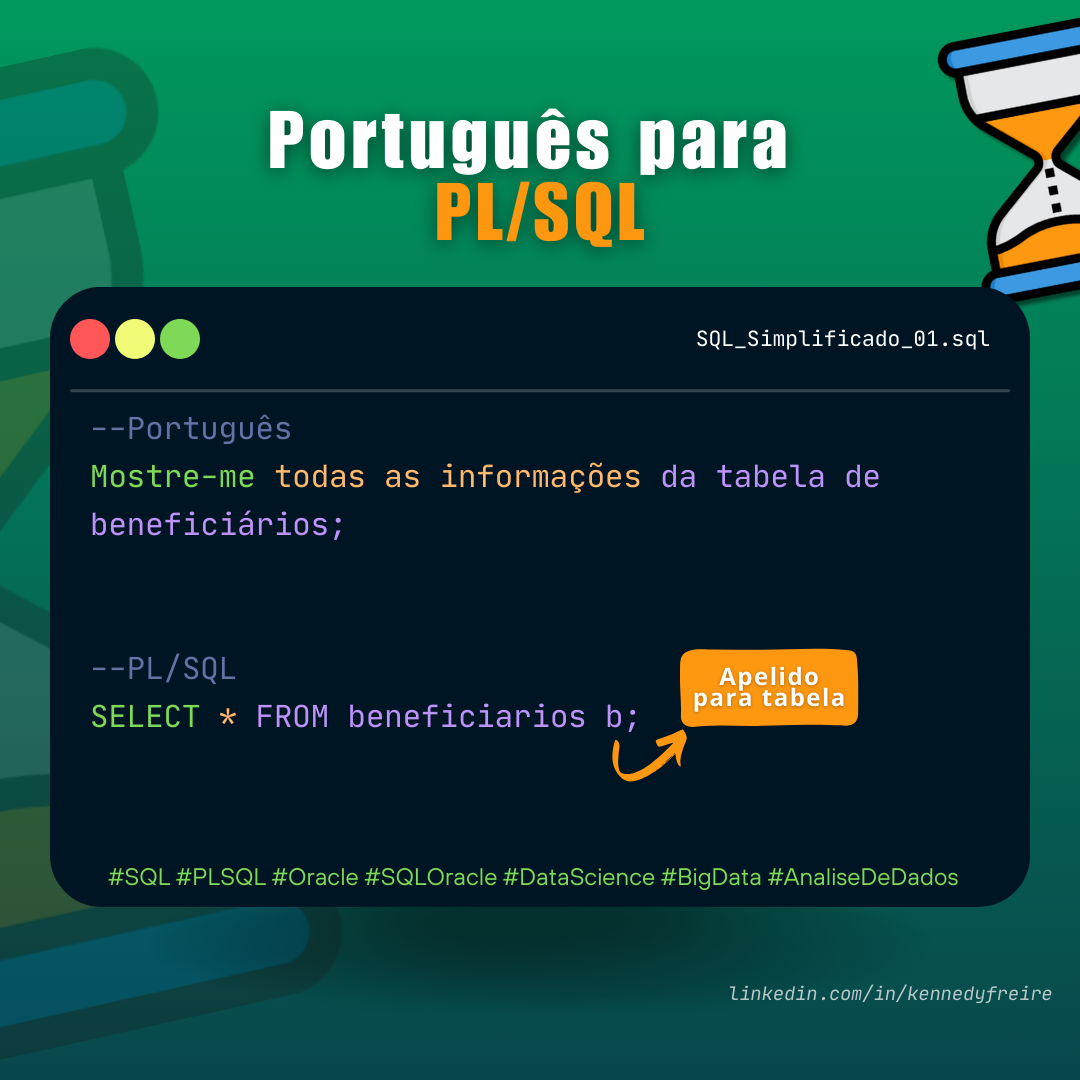 Português para
PL/SQL
SQL_Simplificado_01.sql
--Português
Mostre-me todas as informações da tabela de
beneficiários;
--PL/SQL
SELECT * FROM beneficiarios b;
Apelido
para tabela
#SQL #PLSQL #Oracle #SQLOracle #DataScience #BigData #AnaliseDeDados
linkedin.com/in/kennedyfreire